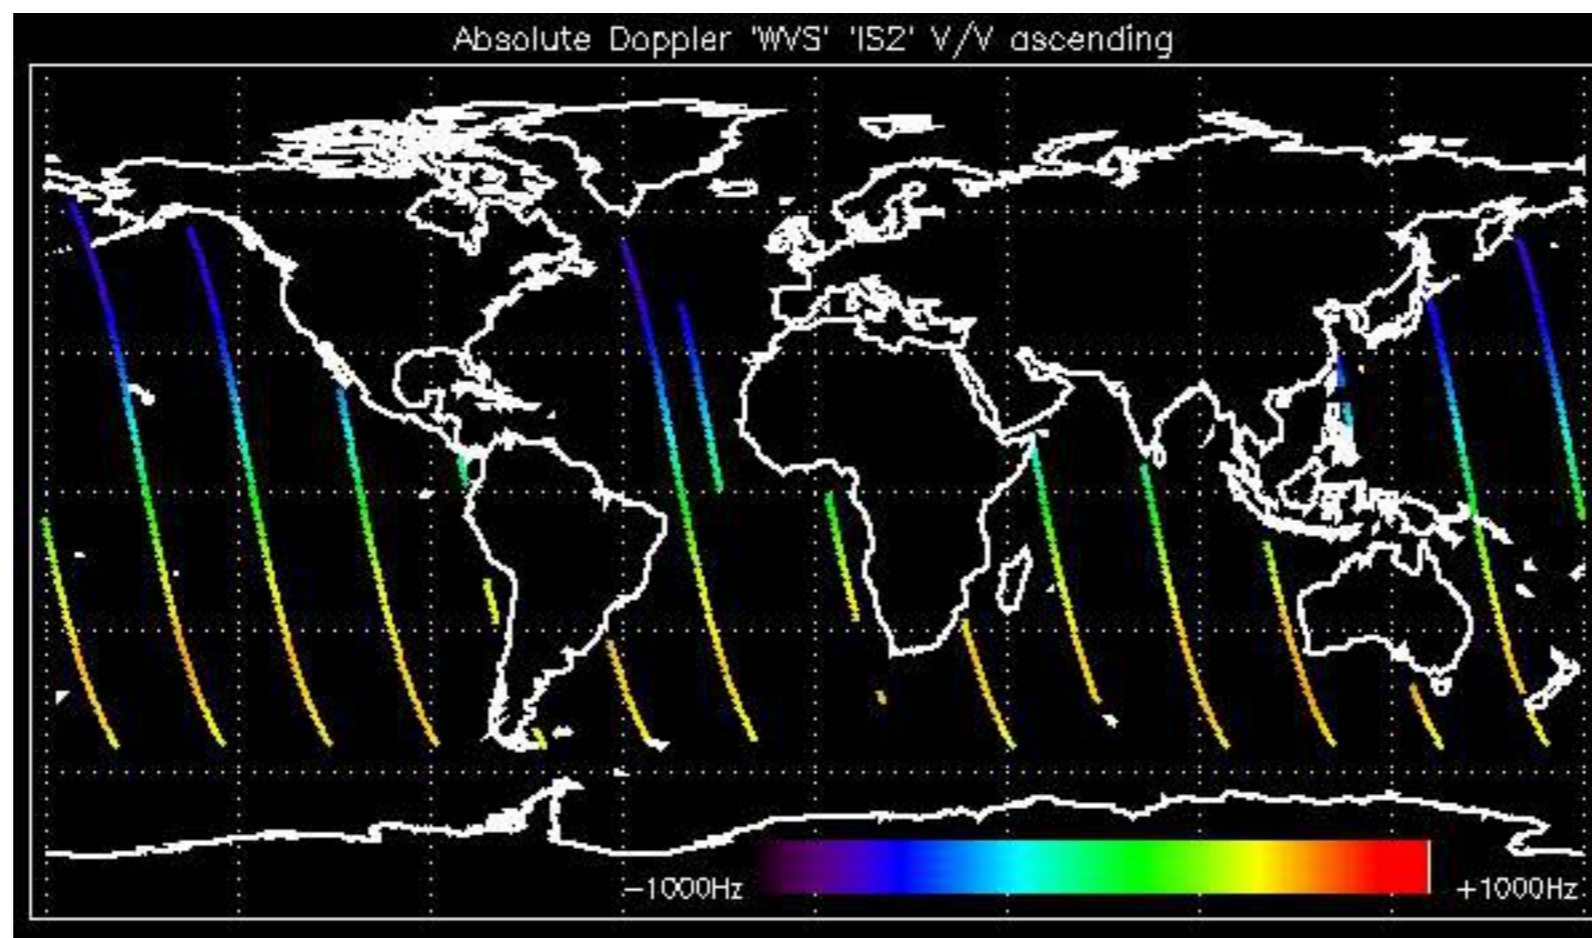 Absolute Doppler 'WVS' 'IS2' V/V ascending
-1000Hz +1000Hz